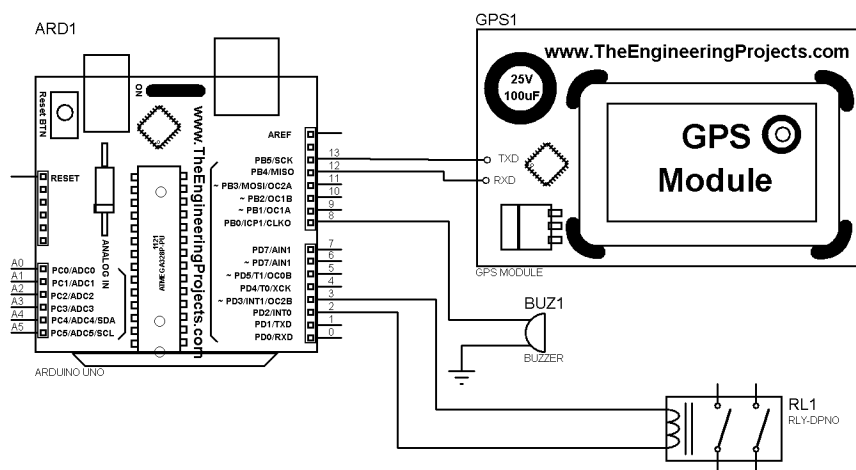 ARD1
GPS1
www.TheEngineeringProjects.com
25V
100uF
GPS
Module
TXD
RXD
GPS MODULE
ON
Reset BTN
www.TheEngineeringProjects.com
AREF
PB5/SCK 13
PB4/MISO 12
~ PB3/MOSI/OC2A 11
~ PB2/OC1B 10
~ PB1/OC1A 9
PB0/ICP1/CLKO 8
RESET
ANALOG IN
1121
ATMEGA328P-PU
PD7/AIN1 7
~ PD7/AIN1 6
~ PD5/T1/OC0B 5
PD4/T0/XCK 4
~ PD3/INT1/OC2B 3
PD2/INT0 2
PD1/TXD 1
PD0/RXD 0
A0 PC0/ADC0
A1 PC1/ADC1
A2 PC2/ADC2
A3 PC3/ADC3
A4 PC4/ADC4/SDA
A5 PC5/ADC5/SCL
ARDUINO UNO
BUZ1
BUZZER
RL1
RLY-DPNO